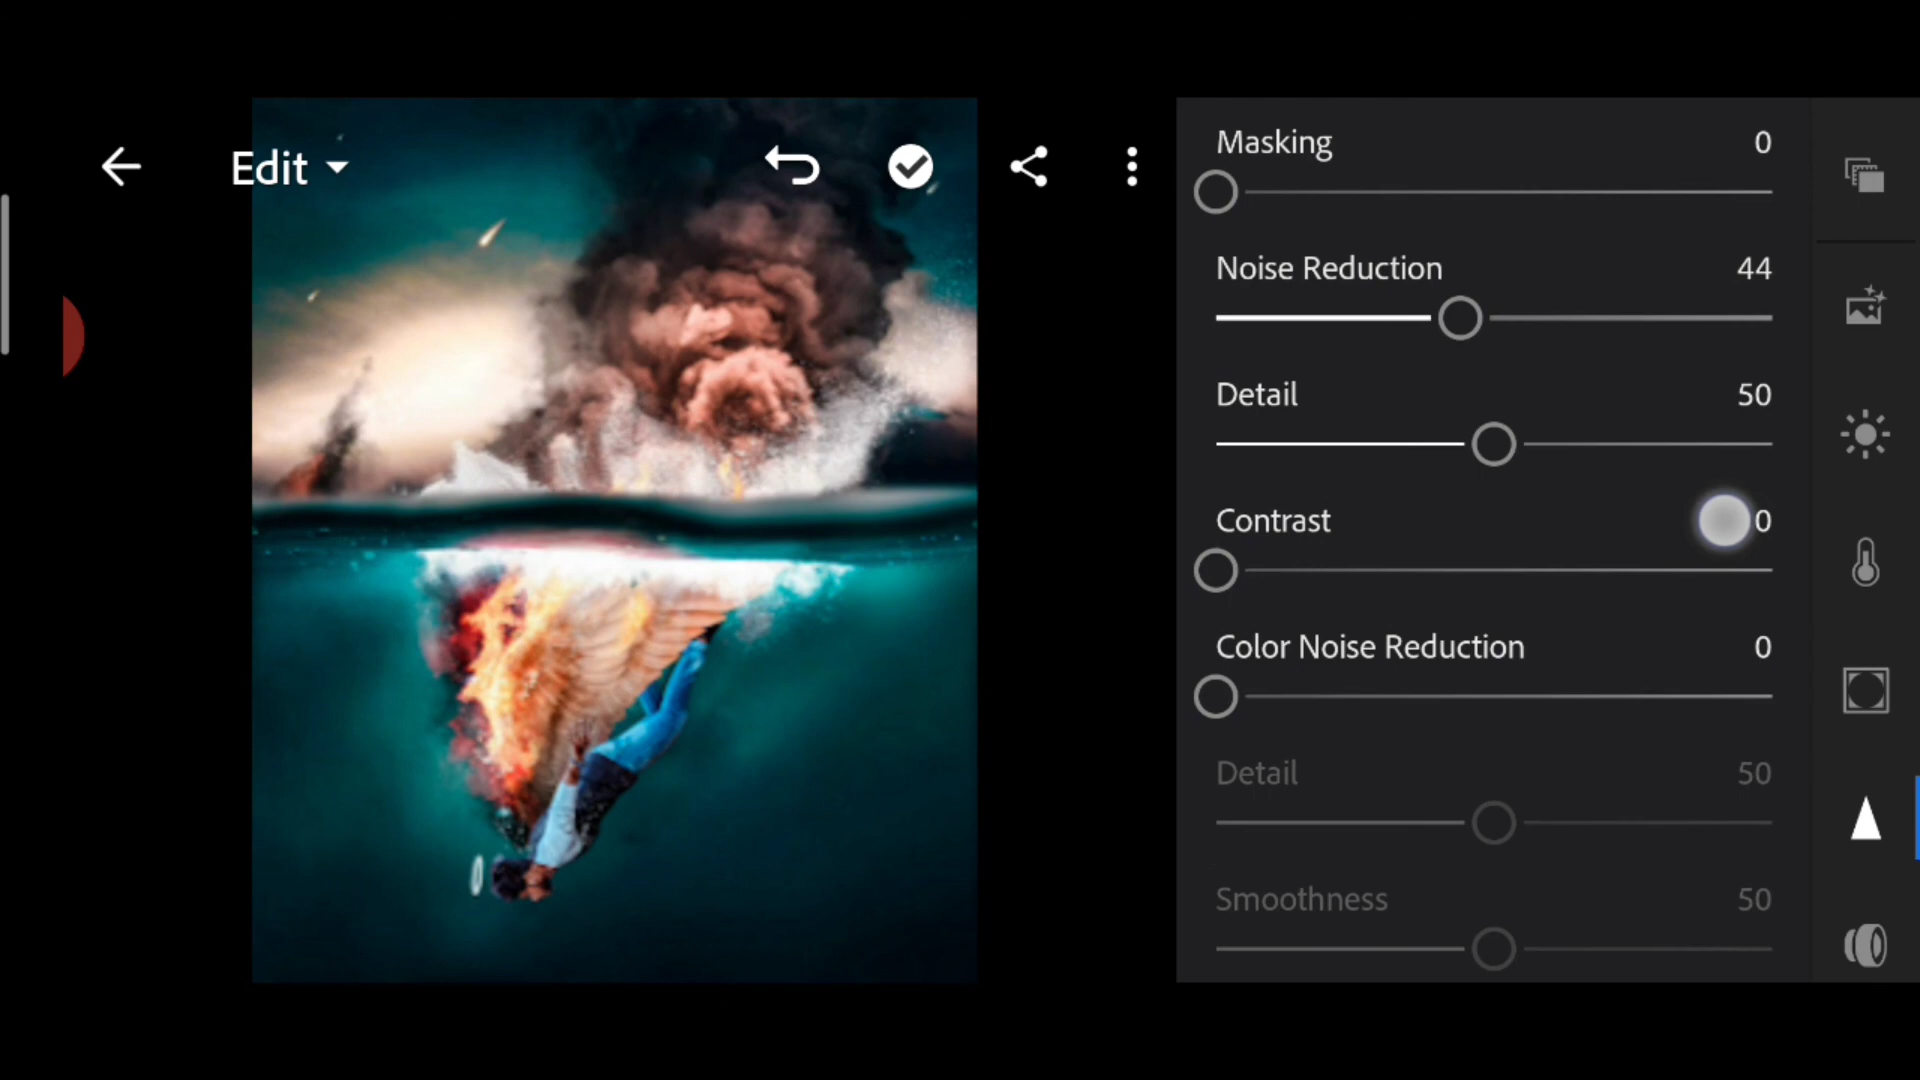 Edit
Masking 0
Noise Reduction 44
Detail 50
Contrast 0
Color Noise Reduction 0
Detail 50
Smoothness 50